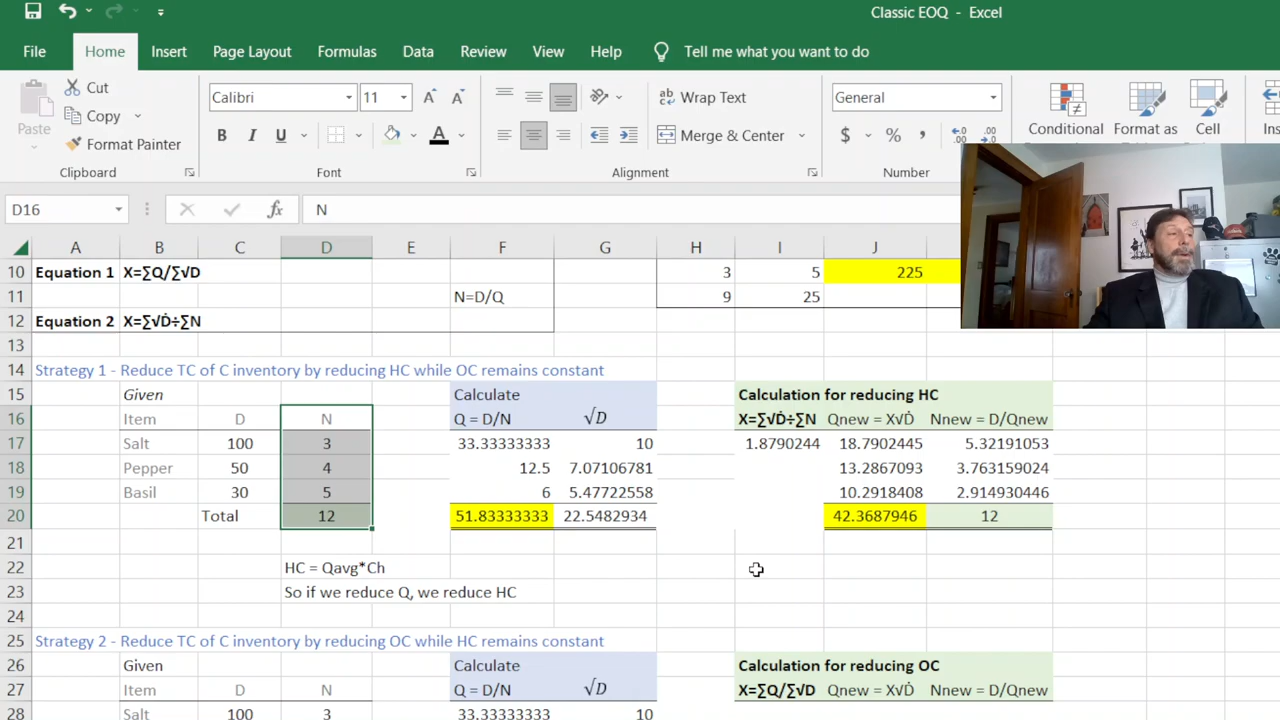 Classic EOQ - Excel
File Home Insert Page Layout Formulas Data Review View Help Tell me what you want to do
Paste
Cut
Copy
Format Painter
Calibri 11
B I U
Wrap Text
Merge & Center
General
$ % ,
Conditional
Format as
Cell
Clipboard Font Alignment Number
D16 fx N
A B C D E F G H I J
10 Equation 1 X=∑Q/∑√D 3 5 225
11 N=D/Q 9 25
12 Equation 2 X=∑√Ḋ÷∑N
13
14 Strategy 1 - Reduce TC of C inventory by reducing HC while OC remains constant
15 Given Calculate Calculation for reducing HC
16 Item D N Q = D/N √D X=∑√Ḋ÷∑N Qnew = X√Ḋ Nnew = D/Qnew
17 Salt 100 3 33.33333333 10 1.8790244 18.7902445 5.32191053
18 Pepper 50 4 12.5 7.07106781 13.2867093 3.763159024
19 Basil 30 5 6 5.47722558 10.2918408 2.914930446
20 Total 12 51.83333333 22.5482934 42.3687946 12
21
22 HC = Qavg*Ch
23 So if we reduce Q, we reduce HC
24
25 Strategy 2 - Reduce TC of C inventory by reducing OC while HC remains constant
26 Given Calculate Calculation for reducing OC
27 Item D N Q = D/N √D X=∑Q/∑√D Qnew = X√Ḋ Nnew = D/Qnew
28 Salt 100 3 33.33333333 10